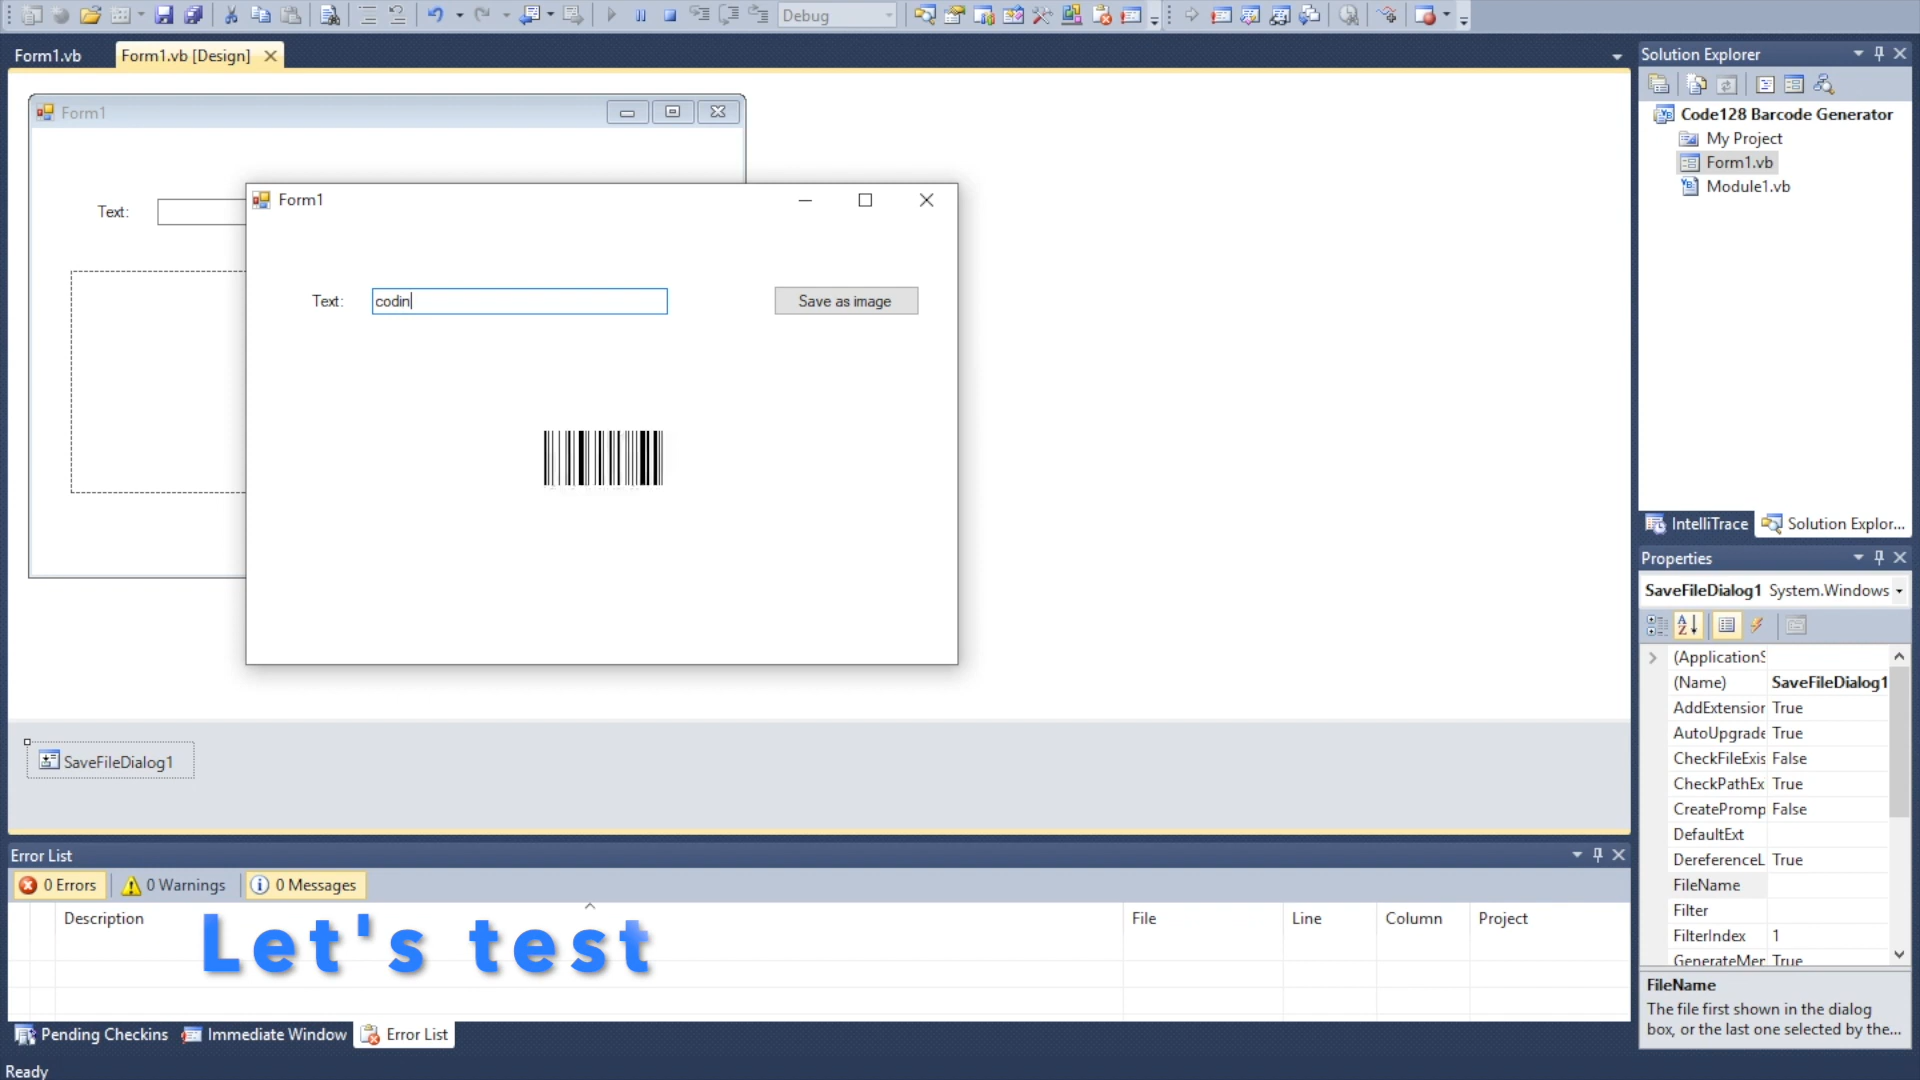 Debug
Form1.vb
Form1.vb [Design]
Form1
Text:
Form1
Text:
codin
Save as image
SaveFileDialog1
Error List
0 Errors
0 Warnings
0 Messages
Description
File
Line
Column
Project
Let's test
Pending Checkins
Immediate Window
Error List
Ready
Solution Explorer
Code128 Barcode Generator
My Project
Form1.vb
Module1.vb
IntelliTrace
Solution Explor...
Properties
SaveFileDialog1 System.Windows
(ApplicationS
(Name) SaveFileDialog1
AddExtension True
AutoUpgrade True
CheckFileExis False
CheckPathEx True
CreatePromp False
DefaultExt
DereferenceL True
FileName
Filter
FilterIndex 1
GenerateMer True
FileName
The file first shown in the dialog
box, or the last one selected by the...